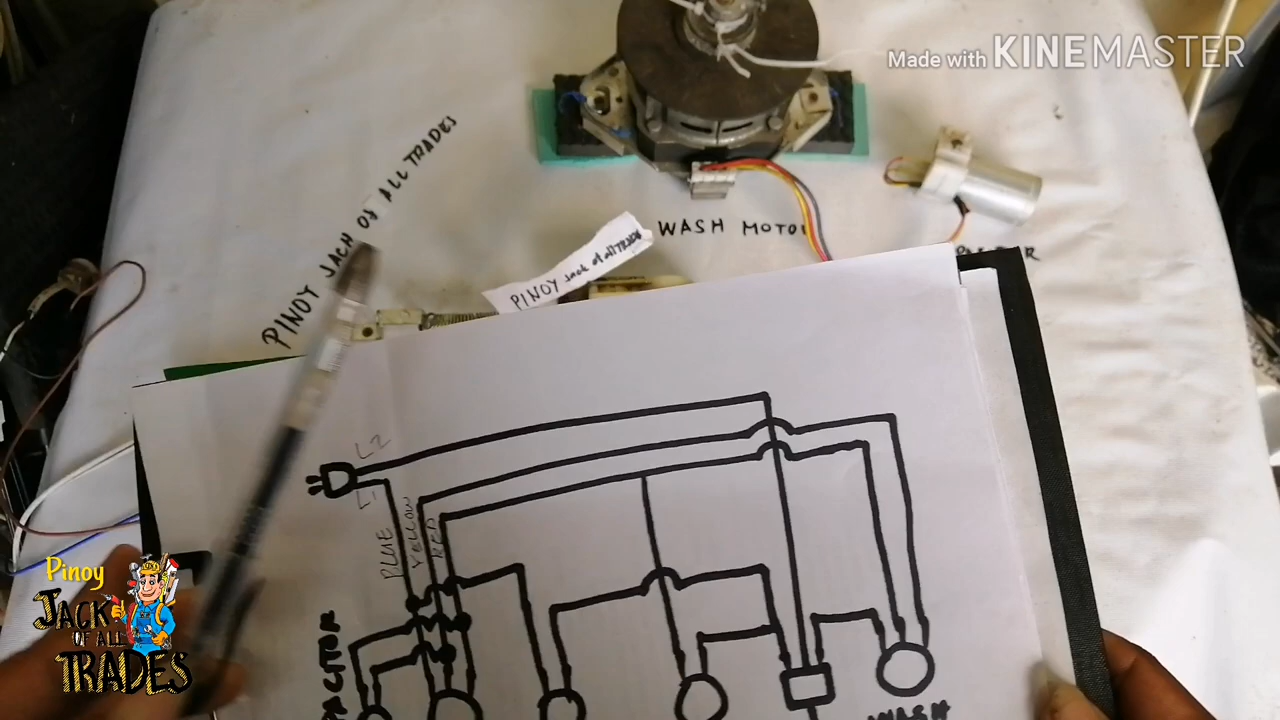 Made with KINEMASTER
PINOY JACK OF ALL TRADES
WASH MOTOR
PINOY Jack of all TRADES
L2
L1
BLUE
YELLOW
RED
Pinoy
JACK
OF ALL
TRADES
WASH